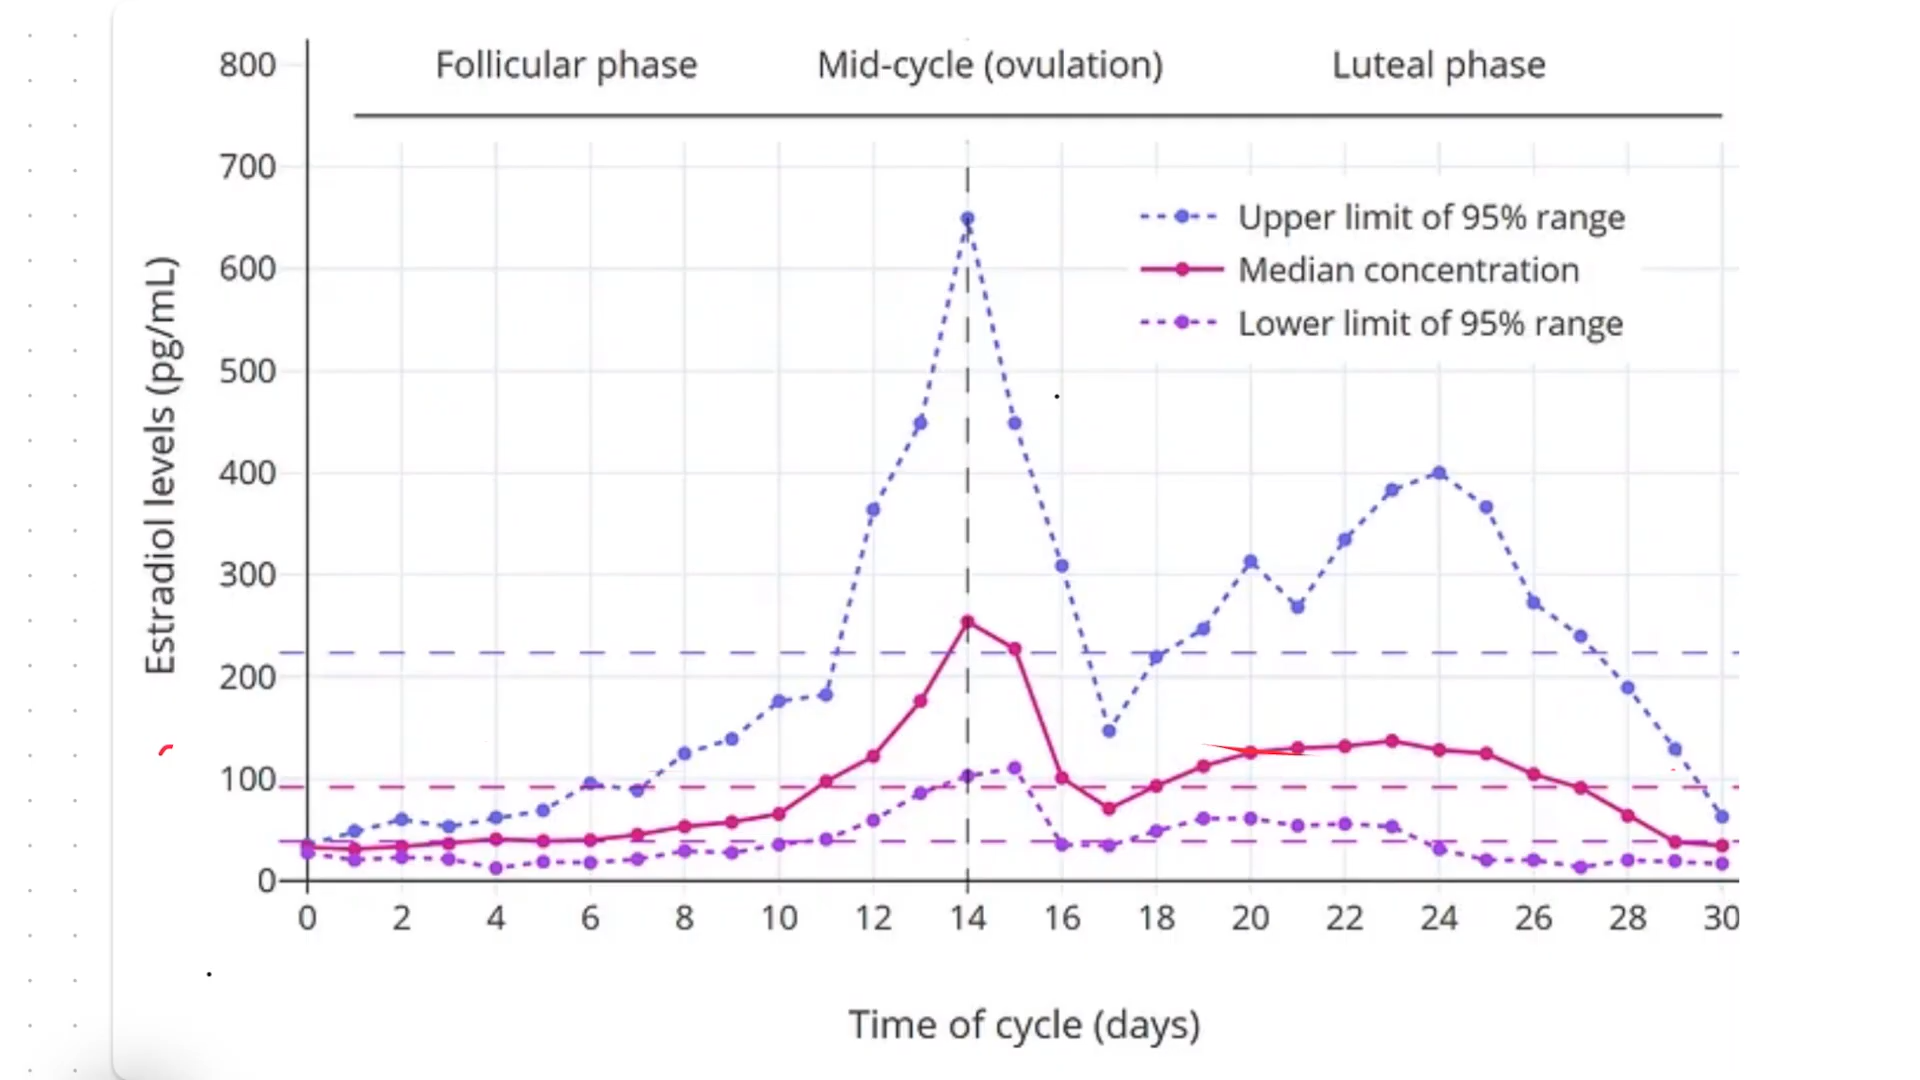 800
Follicular phase
Mid-cycle (ovulation)
Luteal phase
700
Upper limit of 95% range
Median concentration
Lower limit of 95% range
600
500
400
300
200
100
0
Estradiol levels (pg/mL)
0 2 4 6 8 10 12 14 16 18 20 22 24 26 28 30
Time of cycle (days)